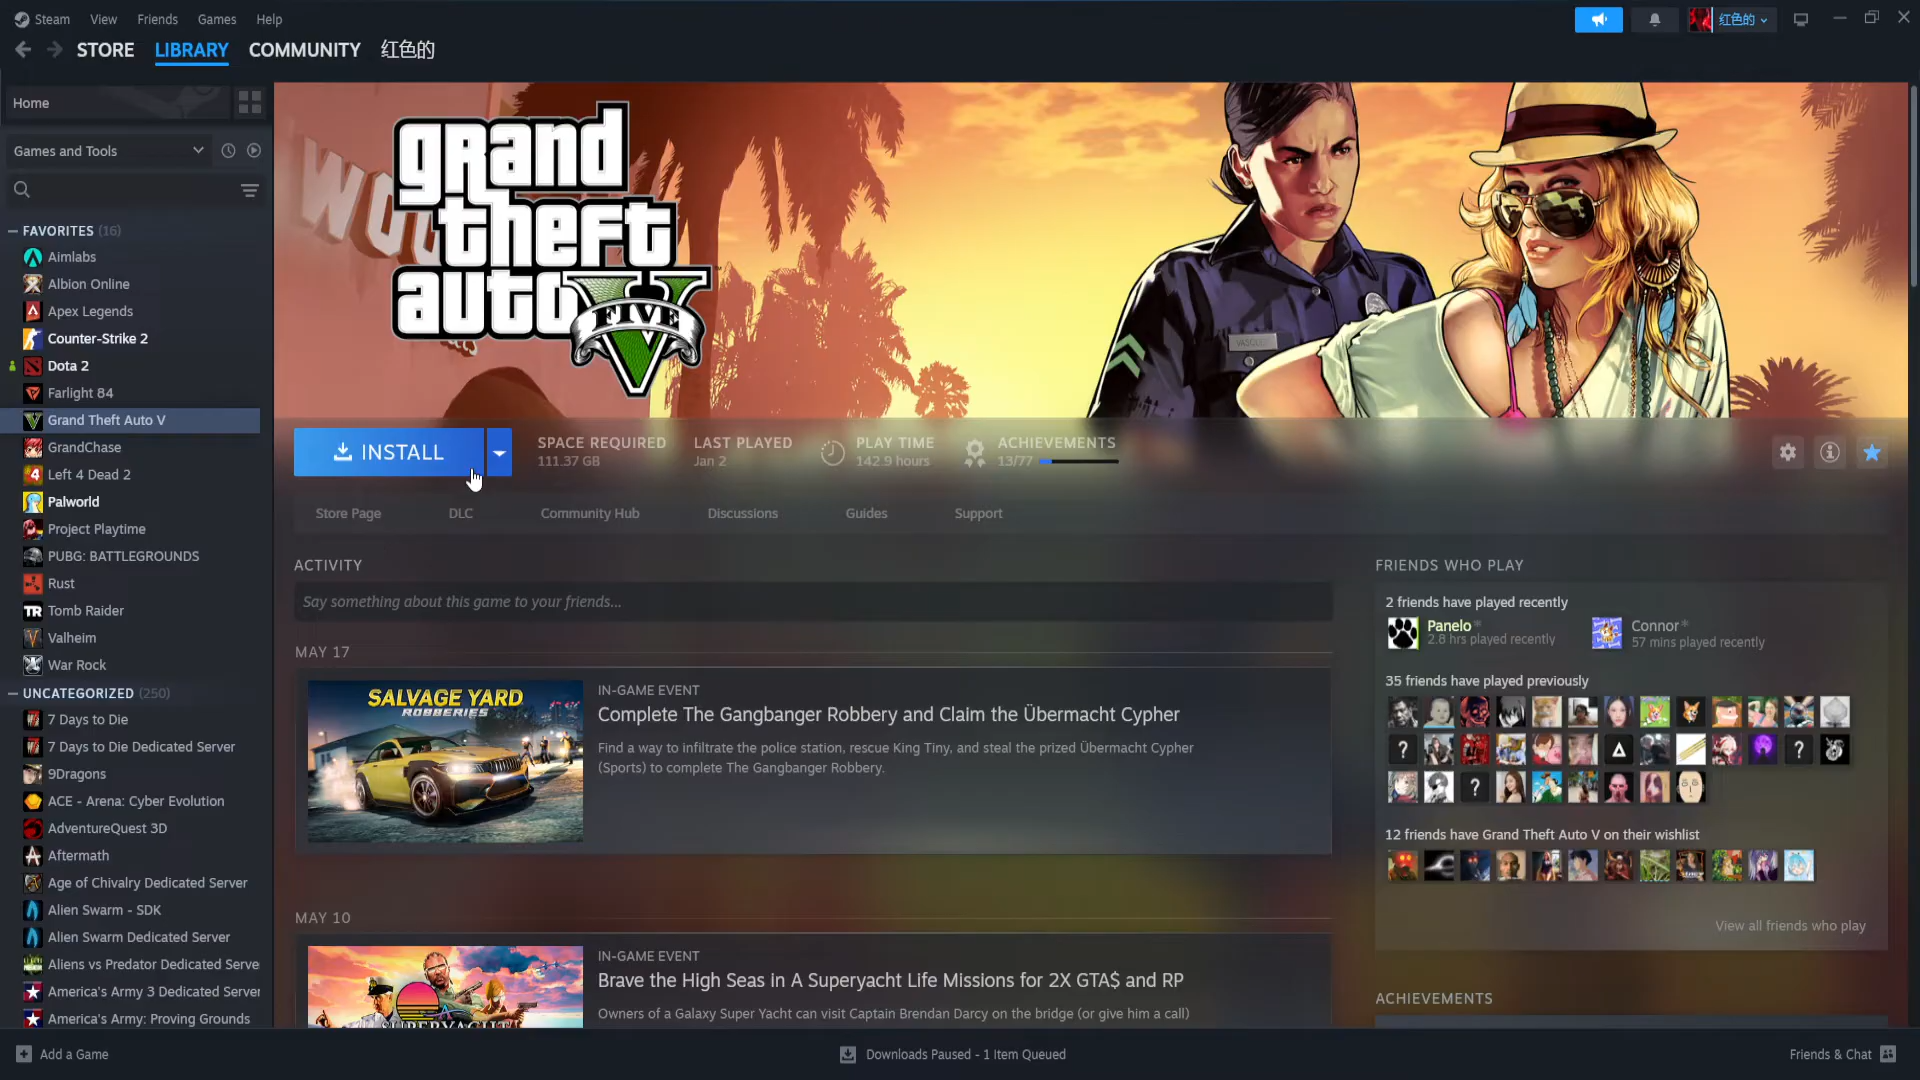 Steam View Friends Games Help
红色的
STORE LIBRARY COMMUNITY 红色的
Home
Games and Tools
FAVORITES (16)
Aimlabs
Albion Online
Apex Legends
Counter-Strike 2
Dota 2
Farlight 84
Grand Theft Auto V
GrandChase
Left 4 Dead 2
Palworld
Project Playtime
PUBG: BATTLEGROUNDS
Rust
Tomb Raider
Valheim
War Rock
UNCATEGORIZED (250)
7 Days to Die
7 Days to Die Dedicated Server
9Dragons
ACE - Arena: Cyber Evolution
AdventureQuest 3D
Aftermath
Age of Chivalry Dedicated Server
Alien Swarm - SDK
Alien Swarm Dedicated Server
Aliens vs Predator Dedicated Serve
America's Army 3 Dedicated Server
America's Army: Proving Grounds
grand
theft
auto V
FIVE
INSTALL
SPACE REQUIRED
111.37 GB
LAST PLAYED
Jan 2
PLAY TIME
142.9 hours
ACHIEVEMENTS
13/77
Store Page DLC Community Hub Discussions Guides Support
ACTIVITY
Say something about this game to your friends...
MAY 17
SALVAGE YARD
ROBBERIES
IN-GAME EVENT
Complete The Gangbanger Robbery and Claim the Übermacht Cypher
Find a way to infiltrate the police station, rescue King Tiny, and steal the prized Übermacht Cypher
(Sports) to complete The Gangbanger Robbery.
MAY 10
SUPERYACHT
IN-GAME EVENT
Brave the High Seas in A Superyacht Life Missions for 2X GTA$ and RP
Owners of a Galaxy Super Yacht can visit Captain Brendan Darcy on the bridge (or give him a call)
FRIENDS WHO PLAY
2 friends have played recently
Panelo*
2.8 hrs played recently
Connor*
57 mins played recently
35 friends have played previously
12 friends have Grand Theft Auto V on their wishlist
View all friends who play
ACHIEVEMENTS
Add a Game
Downloads Paused - 1 Item Queued
Friends & Chat